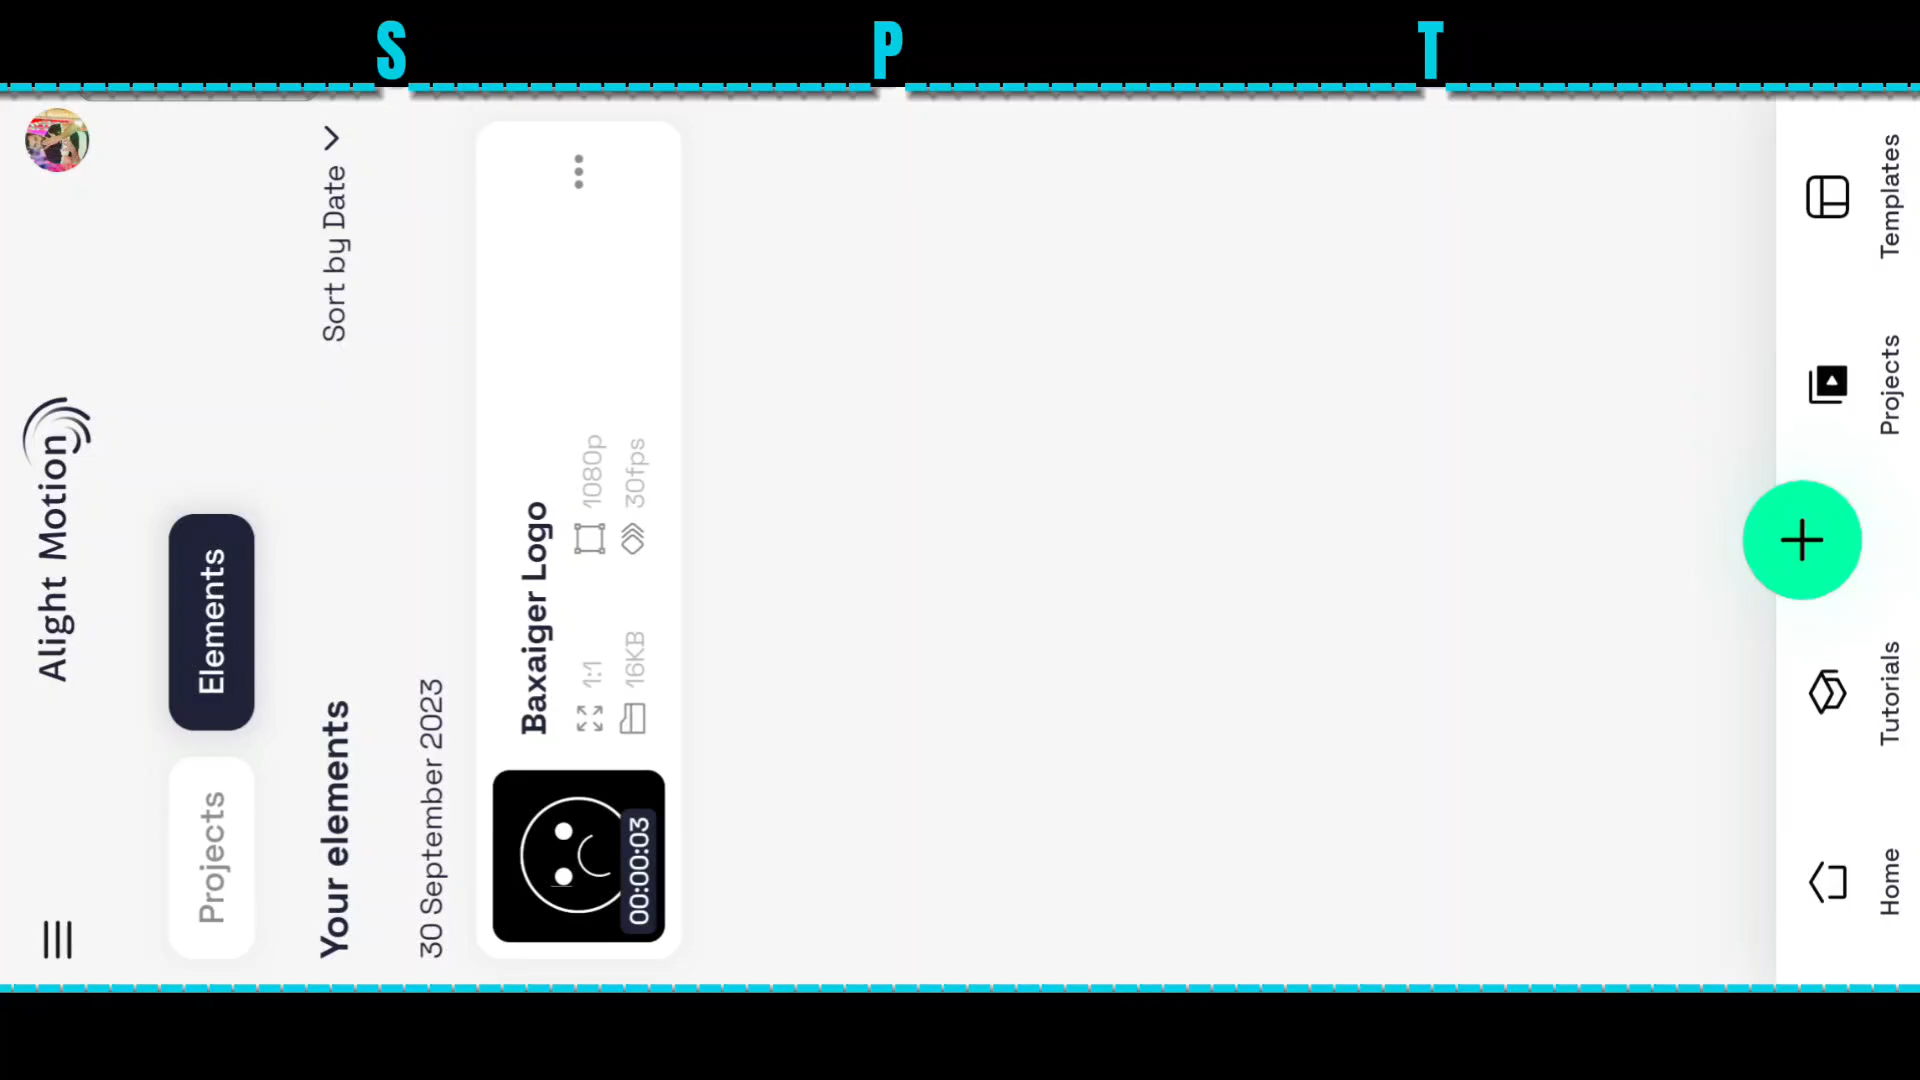 S P T
Alight Motion
Projects
Elements
Your elements
Sort by Date
30 September 2023
Baxaiger Logo
1:1
1080p
16KB
30fps
00:00:03
Home
Tutorials
Projects
Templates